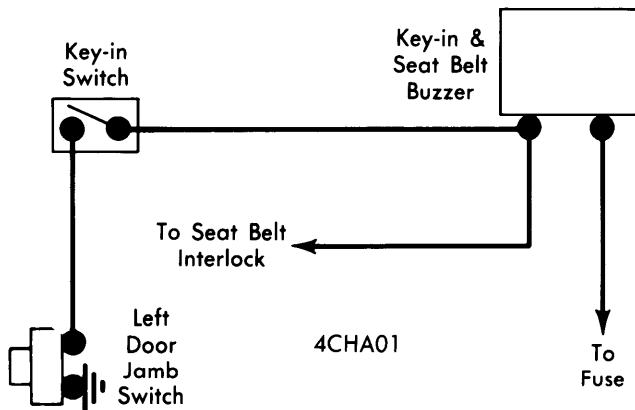 Key-in
Switch
Key-in &
Seat Belt
Buzzer
To Seat Belt
Interlock
Left
Door
Jamb
Switch
4CHA01
To
Fuse